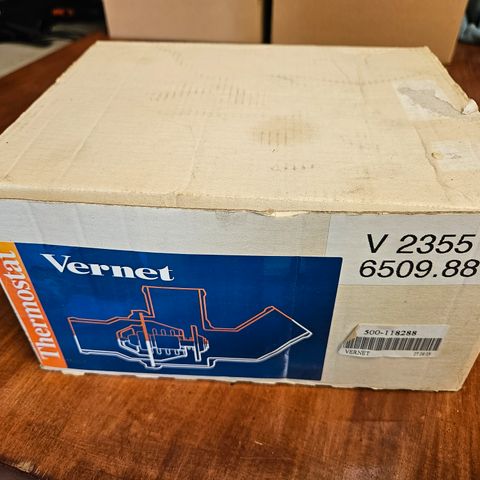 Thermostat
Vernet
V 2355
6509.88
500-118288
VERNET